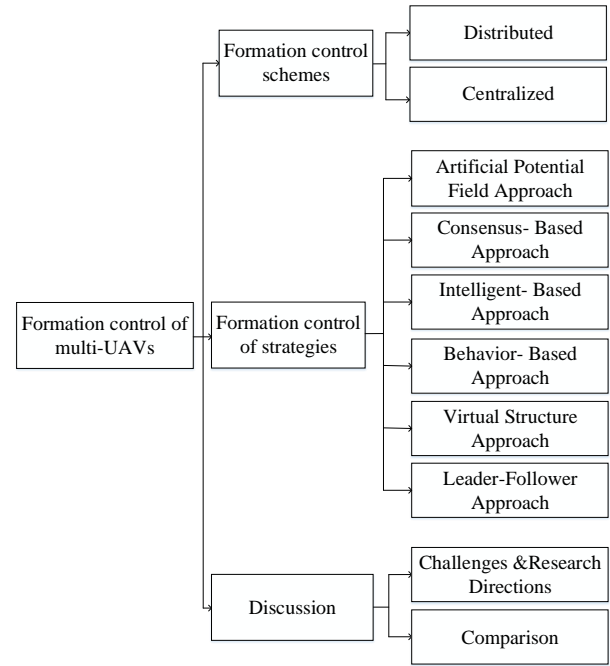 Formation control of
multi-UAVs
Formation control
schemes
Distributed
Centralized
Formation control
of strategies
Artificial Potential
Field Approach
Consensus- Based
Approach
Intelligent- Based
Approach
Behavior- Based
Approach
Virtual Structure
Approach
Leader-Follower
Approach
Discussion
Challenges &Research
Directions
Comparison